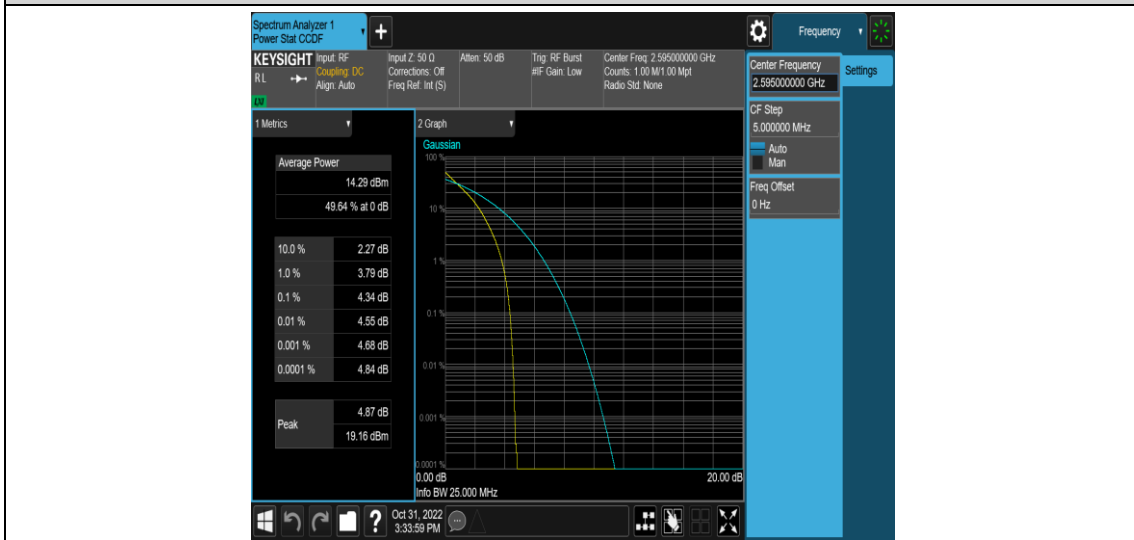 Spectrum Analyzer 1
Power Stat CCDF
+
Frequency
KEYSIGHT
RL
LXI
Input: RF
Coupling: DC
Align: Auto
Input Z: 50 Ω
Corrections: Off
Freq Ref: Int (S)
Atten: 50 dB
Trig: RF Burst
#IF Gain: Low
Center Freq: 2.595000000 GHz
Counts: 1.00 M/1.00 Mpt
Radio Std: None
Center Frequency
2.595000000 GHz
Settings
CF Step
5.000000 MHz
Auto
Man
Freq Offset
0 Hz
1 Metrics
Average Power
14.29 dBm
49.64 % at 0 dB
10.0 % 2.27 dB
1.0 % 3.79 dB
0.1 % 4.34 dB
0.01 % 4.55 dB
0.001 % 4.68 dB
0.0001 % 4.84 dB
Peak
4.87 dB
19.16 dBm
2 Graph
Gaussian
100 %
10 %
1 %
0.1 %
0.01 %
0.001 %
0.0001 %
0.00 dB
20.00 dB
Info BW 25.000 MHz
?
Oct 31, 2022
3:33:59 PM